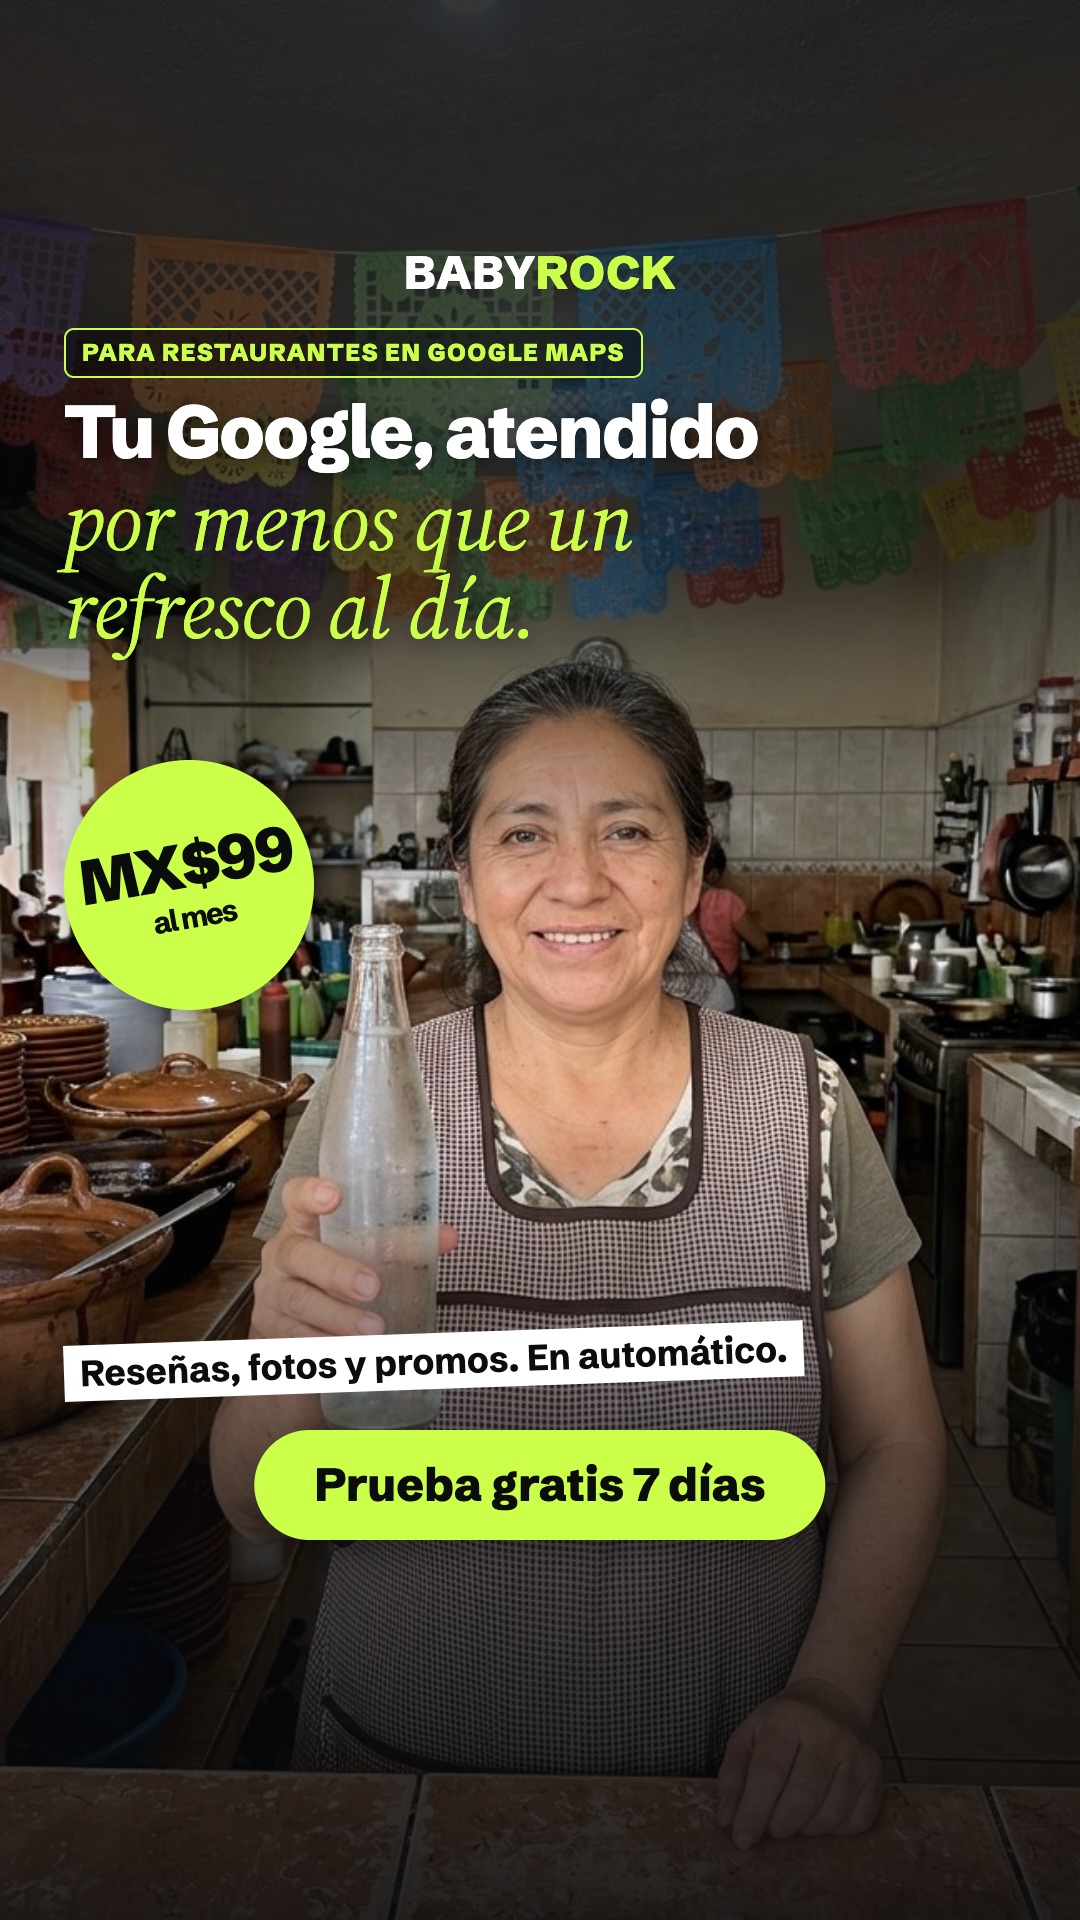 BABYROCK
PARA RESTAURANTES EN GOOGLE MAPS
Tu Google, atendido
por menos que un
refresco al día.
MX$99
al mes
Reseñas, fotos y promos. En automático.
Prueba gratis 7 días